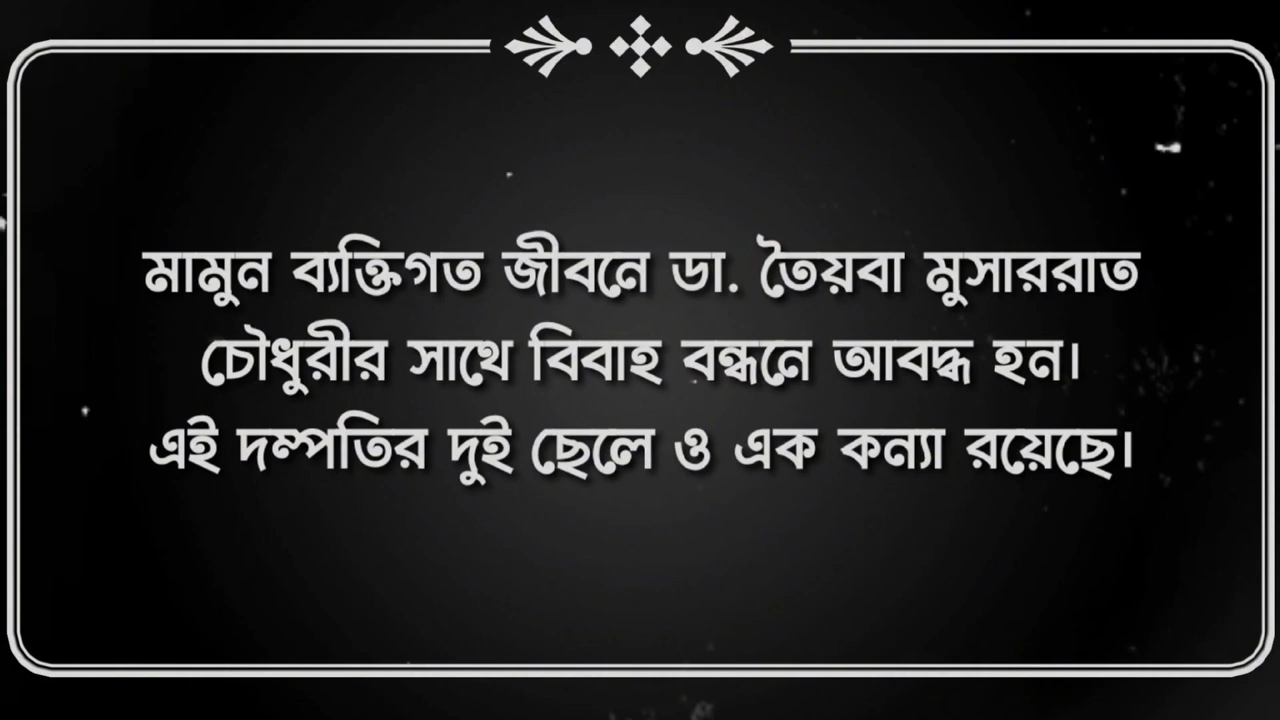 মামুন ব্যক্তিগত জীবনে ডা. তৈয়বা মুসাররাত
চৌধুরীর সাথে বিবাহ বন্ধনে আবদ্ধ হন।
এই দম্পতির দুই ছেলে ও এক কন্যা রয়েছে।